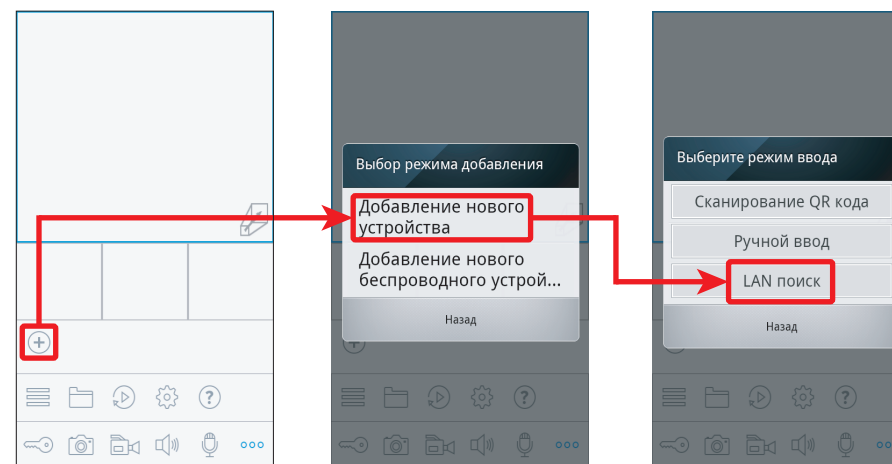 Выбор режима добавления
Добавление нового
устройства
Добавление нового
беспроводного устрой...
Назад
Выберите режим ввода
Сканирование QR кода
Ручной ввод
LAN поиск
Назад